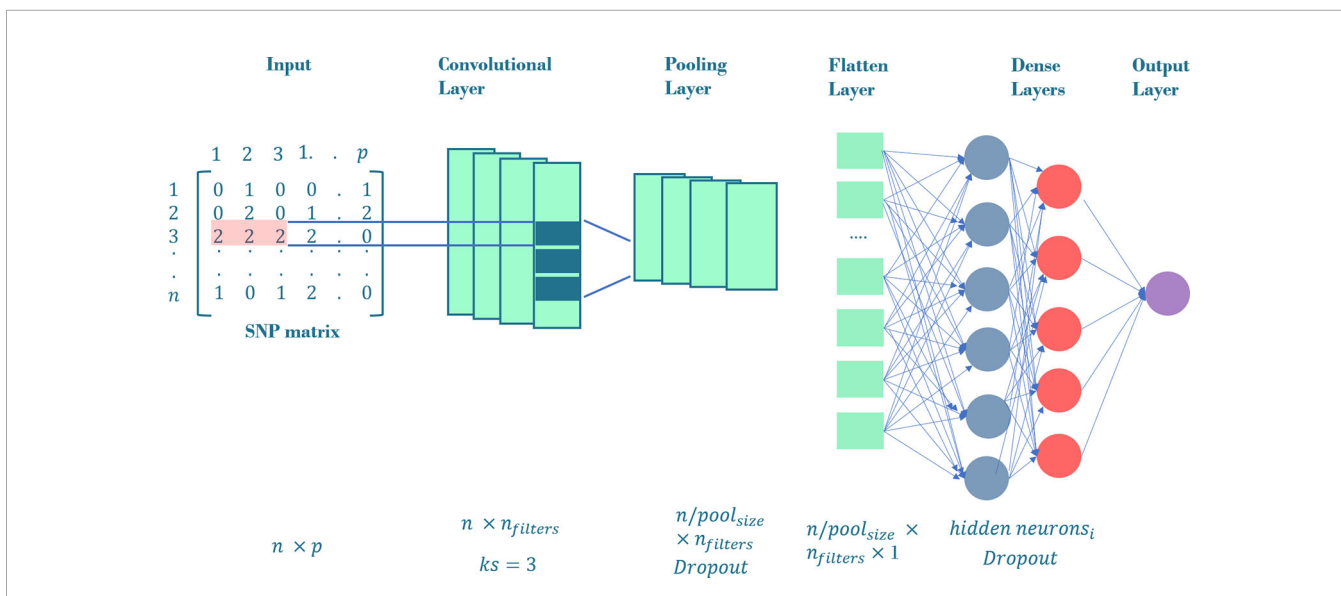 Input
Convolutional
Layer
Pooling
Layer
Flatten
Layer
Dense
Layers
Output
Layer
1 2 3 1. . p
1 0 1 0 0 . 1
2 0 2 0 1 . 2
3 2 2 2 2 . 0
. . . . . . .
. . . . . . .
n 1 0 1 2 . 0
SNP matrix
....
n × p
n × n_filters
ks = 3
n/pool_size
× n_filters
Dropout
n/pool_size ×
n_filters × 1
hidden neurons_i
Dropout